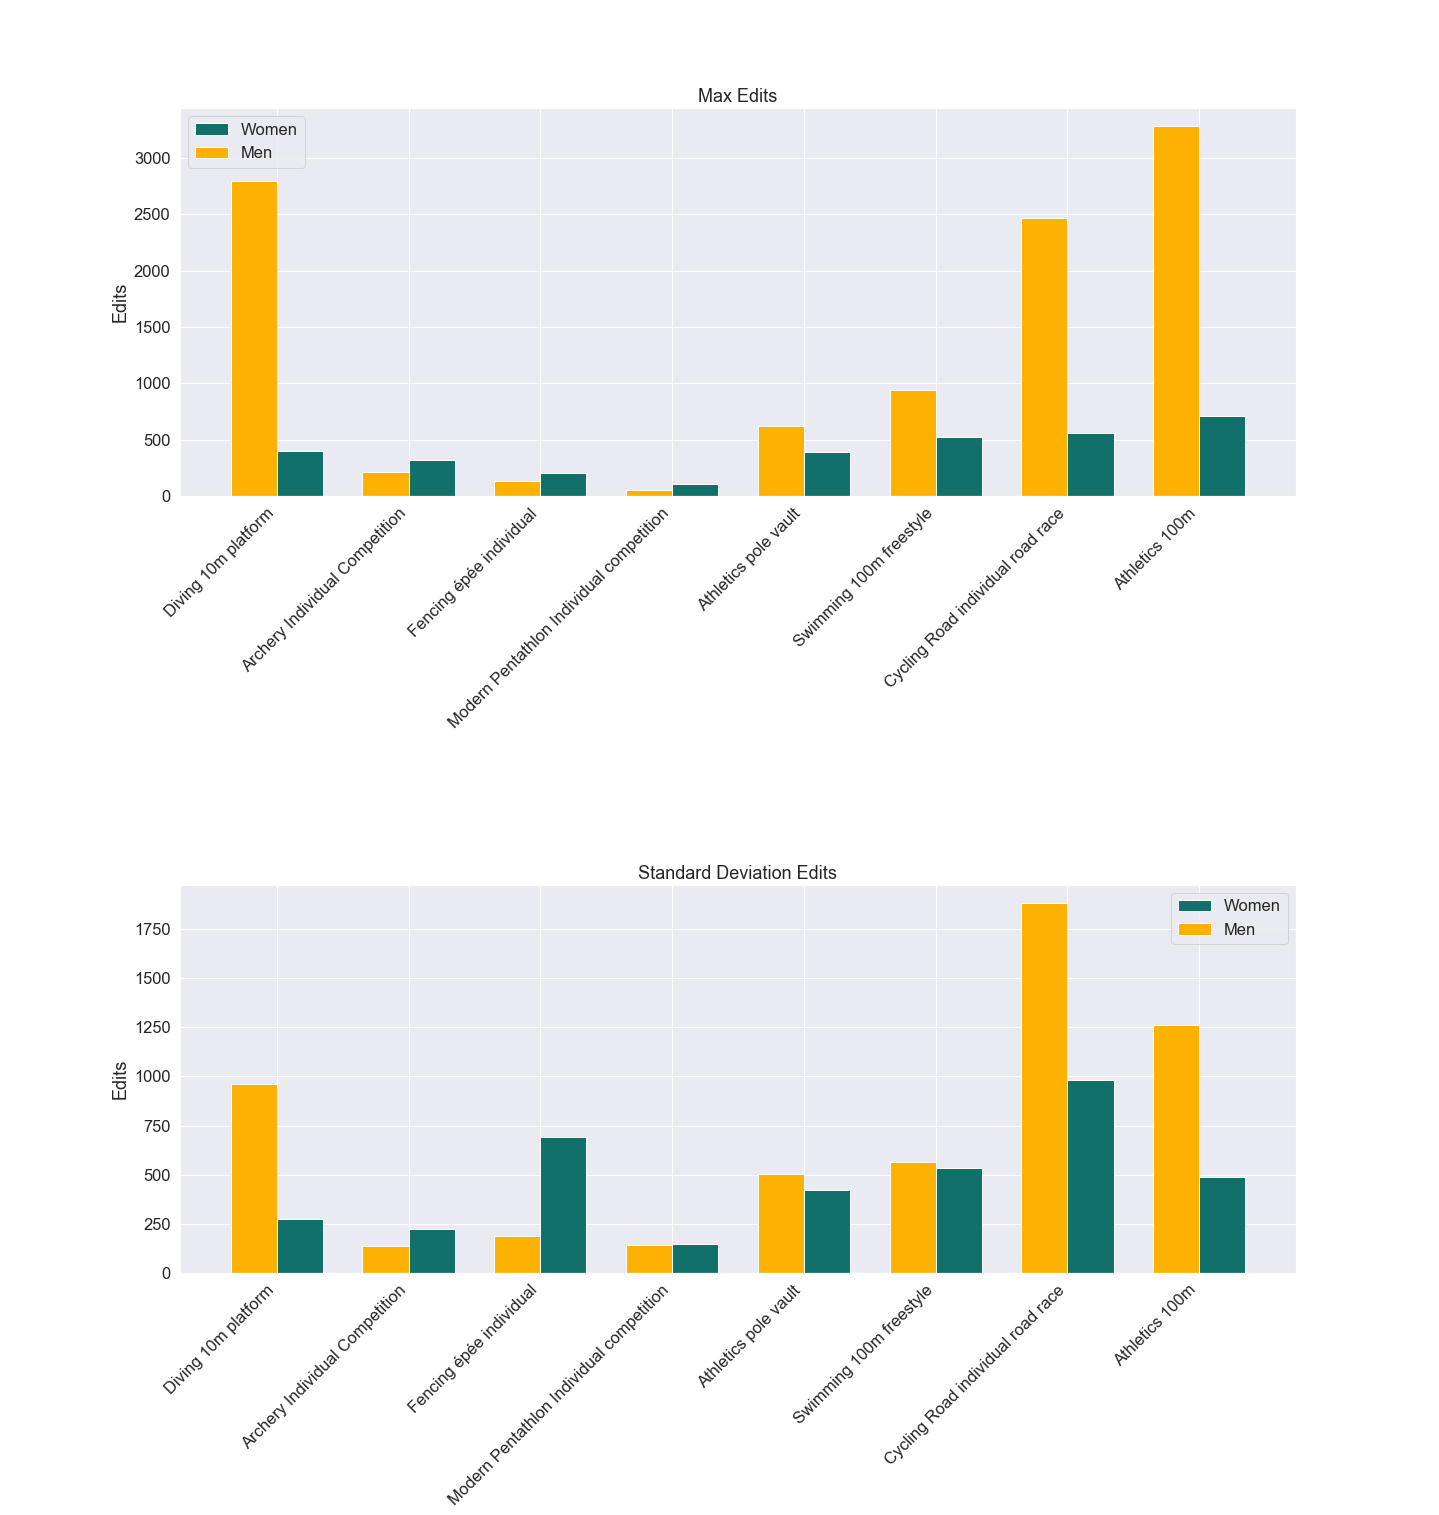 Max Edits
Women
Men
Edits
3000
2500
2000
1500
1000
500
0
Diving 10m platform
Archery Individual Competition
Fencing épée individual
Modern Pentathlon Individual competition
Athletics pole vault
Swimming 100m freestyle
Cycling Road individual road race
Athletics 100m
Standard Deviation Edits
Women
Men
Edits
1750
1500
1250
1000
750
500
250
0
Diving 10m platform
Archery Individual Competition
Fencing épée individual
Modern Pentathlon Individual competition
Athletics pole vault
Swimming 100m freestyle
Cycling Road individual road race
Athletics 100m